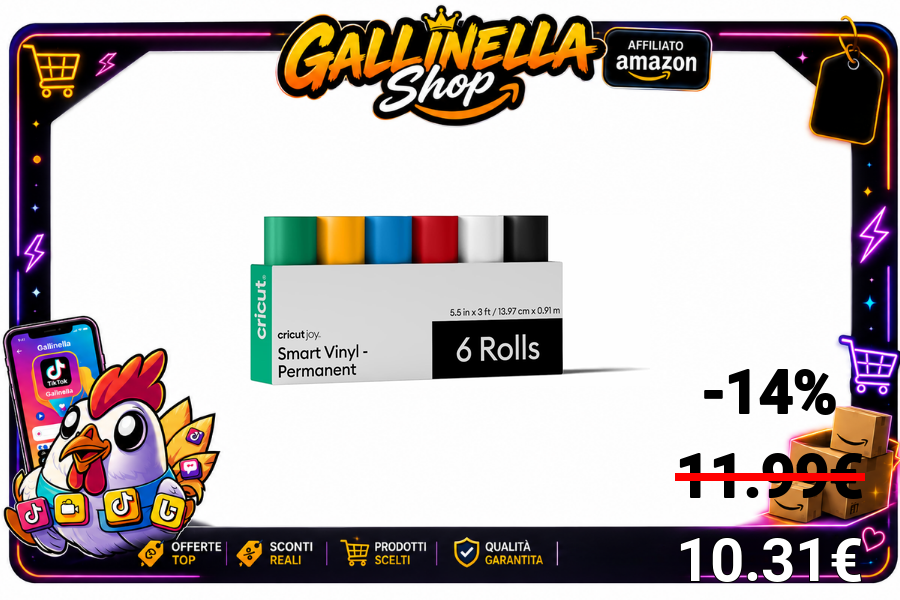 GALLINELLA
Shop
AFFILIATO
amazon
cricut
5.5 in x 3 ft / 13.97 cm x 0.91 m
cricut joy.
Smart Vinyl -
Permanent
6 Rolls
Gallinella
TikTok
Gallinella
-14%
11.99€
10.31€
OFFERTE
TOP
SCONTI
REALI
PRODOTTI
SCELTI
QUALITÀ
GARANTITA